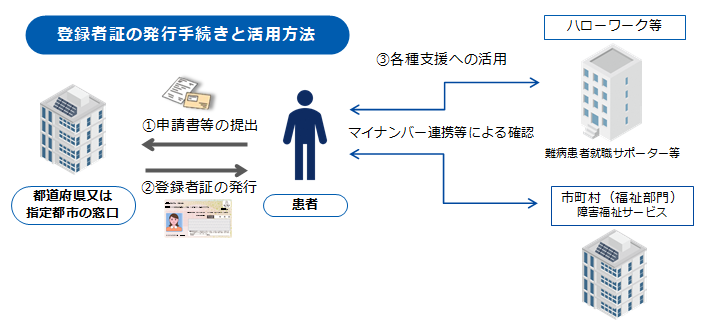 登録者証の発行手続きと活用方法
ハローワーク等
③各種支援への活用
①申請書等の提出
マイナンバー連携等による確認
難病患者就職サポーター等
②登録者証の発行
都道府県又は
指定都市の窓口
患者
市町村（福祉部門）
障害福祉サービス